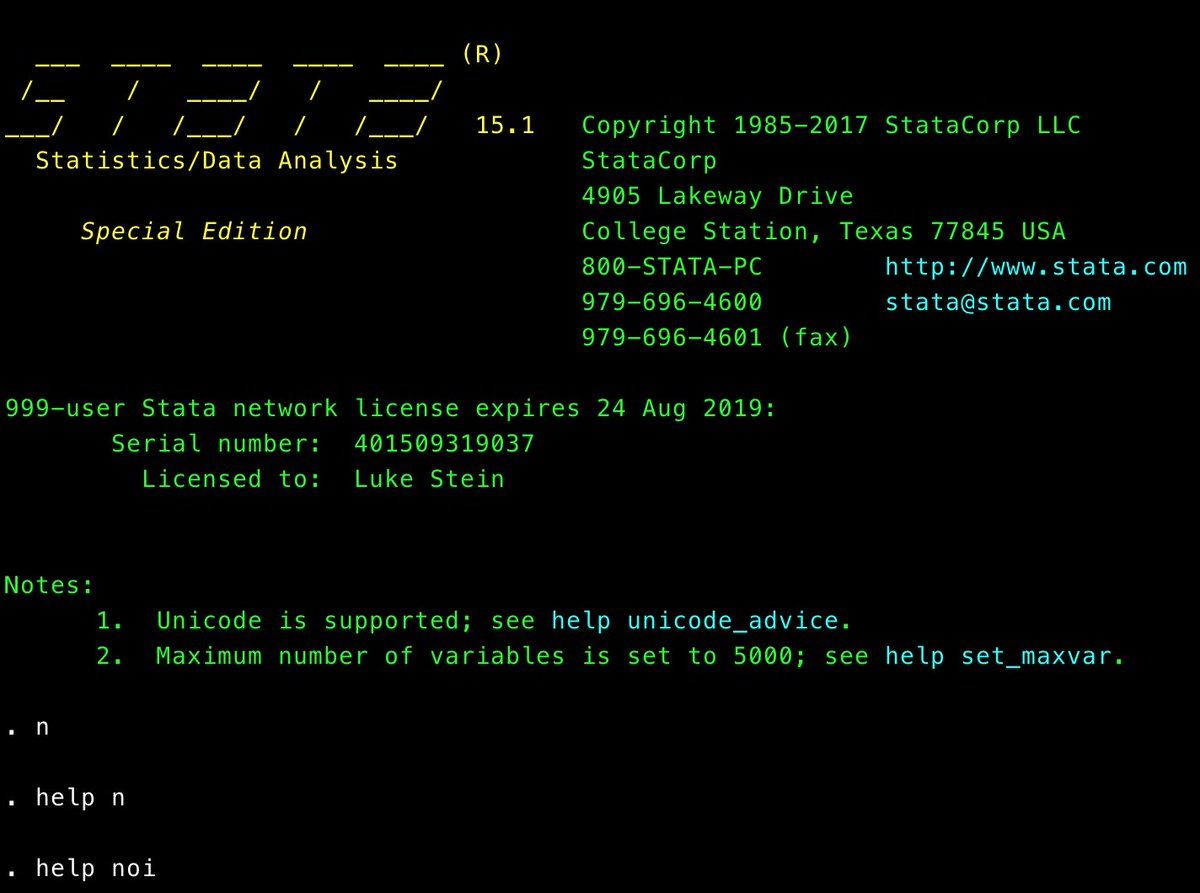 ___  ____  ____  ____  ____ (R)
 /__    /   ____/   /   ____/
___/   /   /___/   /   /___/   15.1   Copyright 1985-2017 StataCorp LLC
  Statistics/Data Analysis            StataCorp
                                      4905 Lakeway Drive
     Special Edition                  College Station, Texas 77845 USA
                                      800-STATA-PC        http://www.stata.com
                                      979-696-4600        stata@stata.com
                                      979-696-4601 (fax)
999-user Stata network license expires 24 Aug 2019:
       Serial number:  401509319037
         Licensed to:  Luke Stein
Notes:
      1.  Unicode is supported; see help unicode_advice.
      2.  Maximum number of variables is set to 5000; see help set_maxvar.
. n
. help n
. help noi